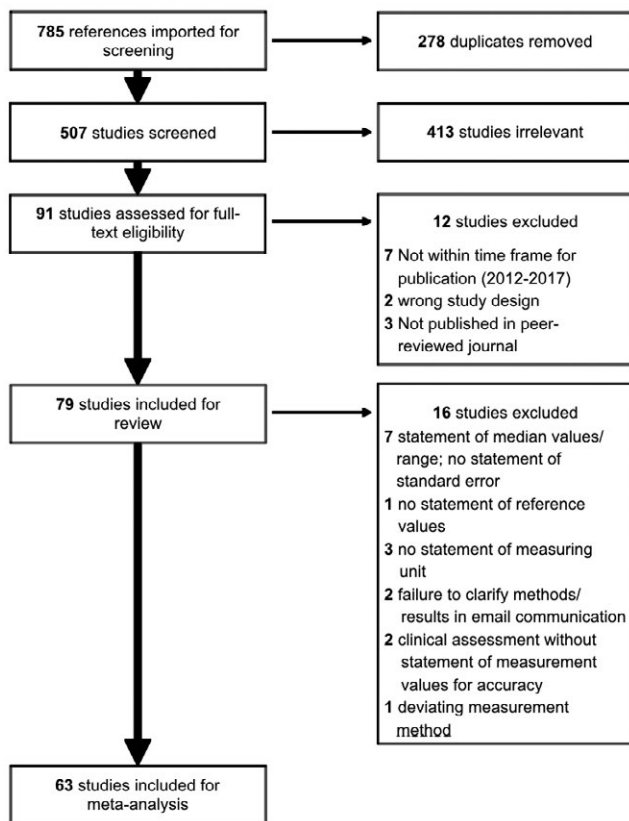 785 references imported for
screening
278 duplicates removed
507 studies screened
413 studies irrelevant
91 studies assessed for full-
text eligibility
12 studies excluded
7 Not within time frame for
publication (2012-2017)
2 wrong study design
3 Not published in peer-
reviewed journal
79 studies included for
review
16 studies excluded
7 statement of median values/
range; no statement of
standard error
1 no statement of reference
values
3 no statement of measuring
unit
2 failure to clarify methods/
results in email communication
2 clinical assessment without
statement of measurement
values for accuracy
1 deviating measurement
method
63 studies included for
meta-analysis